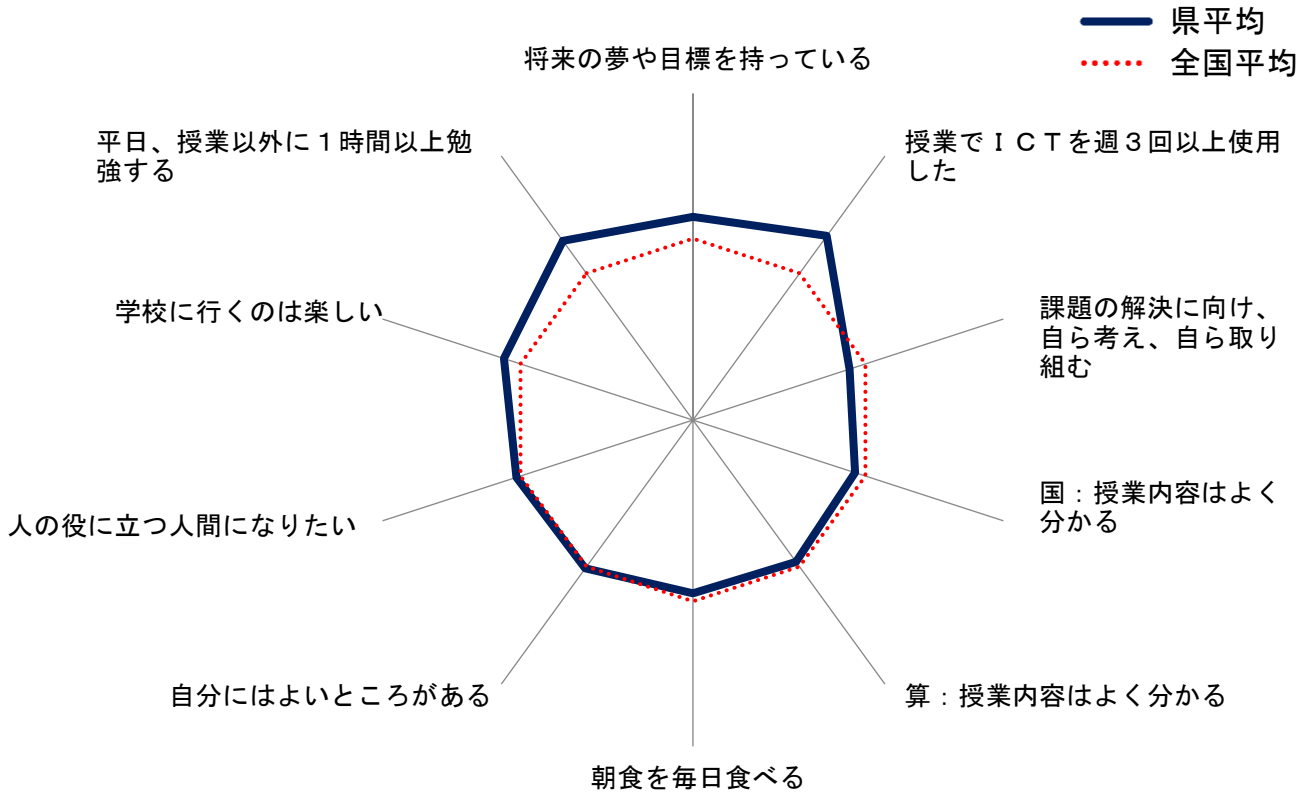 県平均
全国平均
将来の夢や目標を持っている
授業でＩＣＴを週３回以上使用
した
課題の解決に向け、
自ら考え、自ら取り
組む
国：授業内容はよく
分かる
算：授業内容はよく分かる
朝食を毎日食べる
自分にはよいところがある
人の役に立つ人間になりたい
学校に行くのは楽しい
平日、授業以外に１時間以上勉
強する